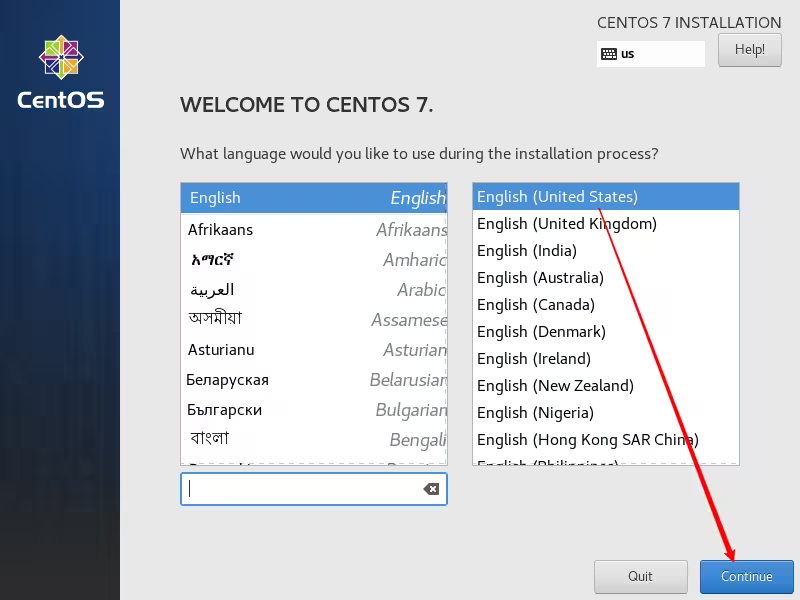 CENTOS 7 INSTALLATION
us
Help!
CentOS
WELCOME TO CENTOS 7.
What language would you like to use during the installation process?
English English
Afrikaans Afrikaans
አማርኛ Amharic
العربية Arabic
অসমীয়া Assamese
Asturianu Asturian
Беларуская Belarusian
Български Bulgarian
বাংলা Bengali
English (United States)
English (United Kingdom)
English (India)
English (Australia)
English (Canada)
English (Denmark)
English (Ireland)
English (New Zealand)
English (Nigeria)
English (Hong Kong SAR China)
English (Philippines)
Quit
Continue